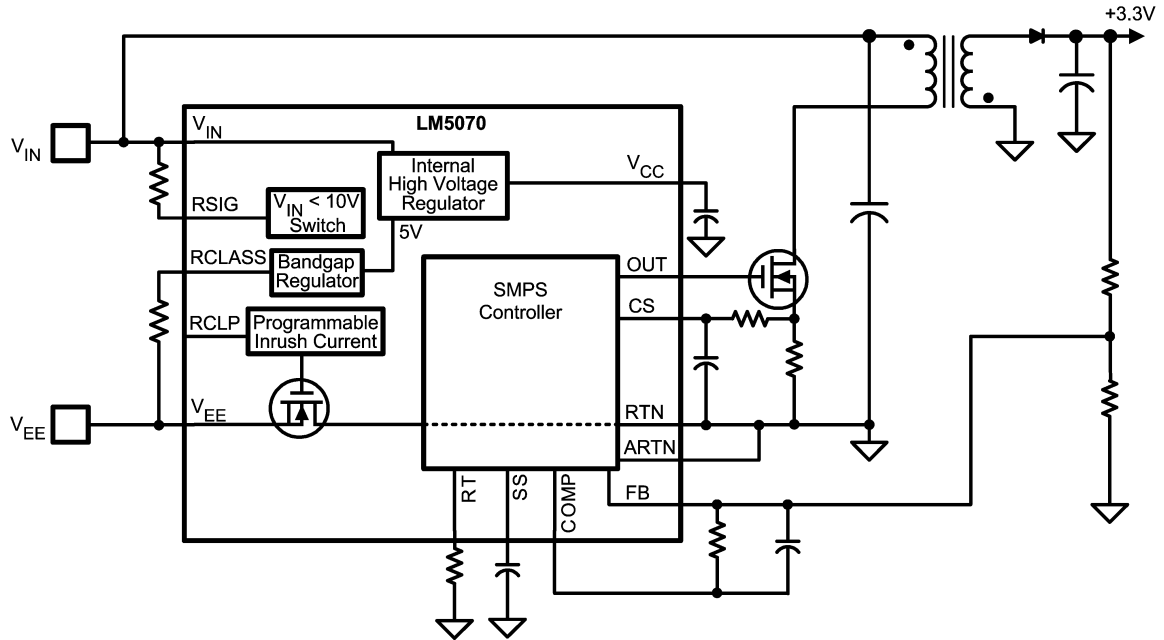 +3.3V
LM5070
V_IN
V_IN
Internal
High Voltage
Regulator
V_CC
RSIG
V_IN < 10V
Switch
5V
RCLASS
Bandgap
Regulator
OUT
SMPS
Controller
CS
RCLP
Programmable
Inrush Current
V_EE
V_EE
RTN
ARTN
RT
SS
COMP
FB